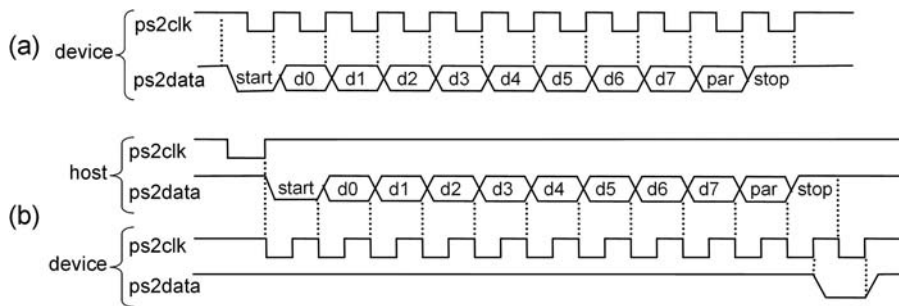 (a)
device
ps2clk
ps2data start d0 d1 d2 d3 d4 d5 d6 d7 par stop
(b)
host
ps2clk
ps2data start d0 d1 d2 d3 d4 d5 d6 d7 par stop
device
ps2clk
ps2data